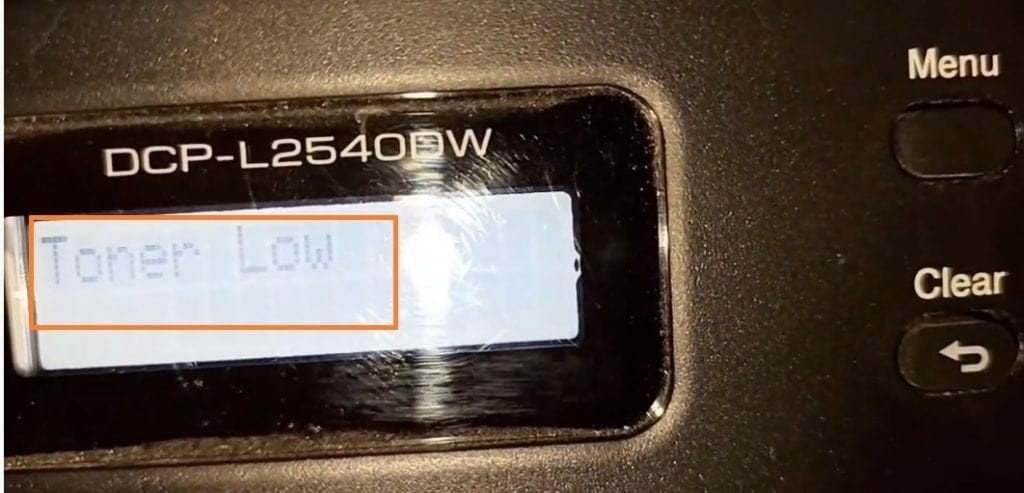 Menu
DCP-L2540DW
Toner Low
Clear